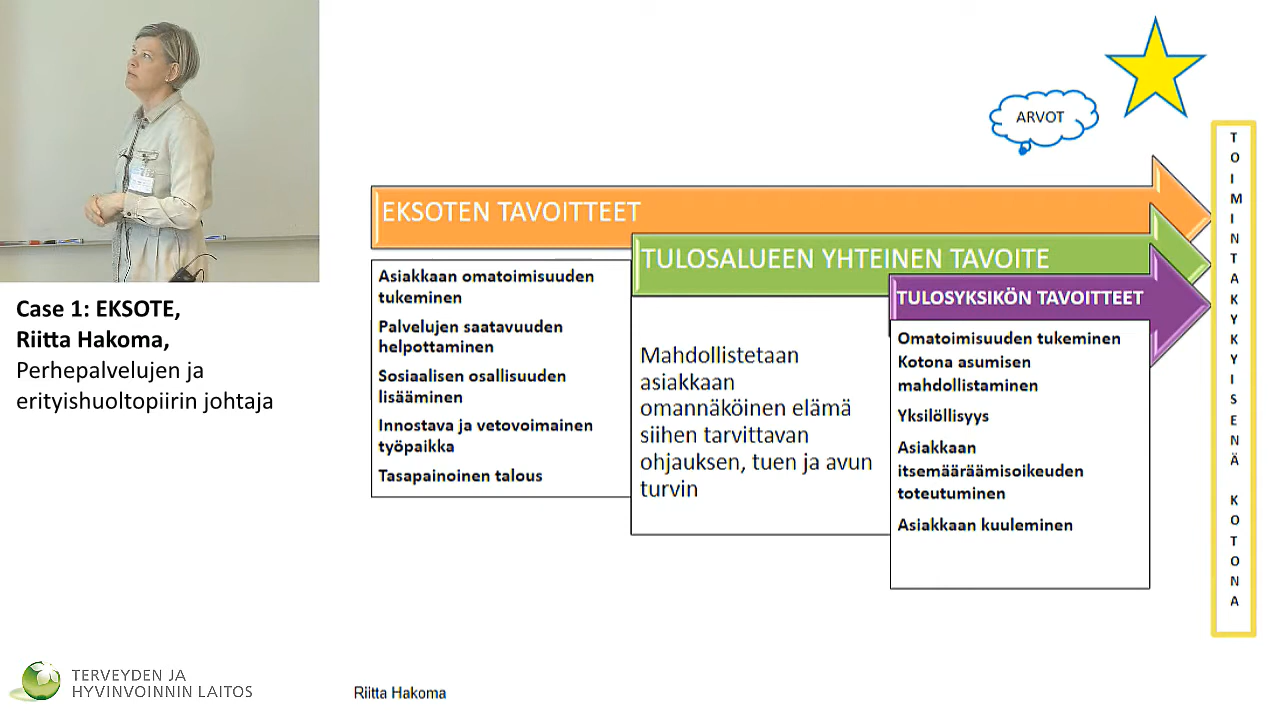 Case 1: EKSOTE,
Riitta Hakoma,
Perhepalvelujen ja
erityishuoltopiirin johtaja
ARVOT
EKSOTEN TAVOITTEET
Asiakkaan omatoimisuuden
tukeminen
Palvelujen saatavuuden
helpottaminen
Sosiaalisen osallisuuden
lisääminen
Innostava ja vetovoimainen
työpaikka
Tasapainoinen talous
TULOSALUEEN YHTEINEN TAVOITE
Mahdollistetaan
asiakkaan
omannäköinen elämä
siihen tarvittavan
ohjauksen, tuen ja avun
turvin
TULOSYKSIKÖN TAVOITTEET
Omatoimisuuden tukeminen
Kotona asumisen
mahdollistaminen
Yksilöllisyys
Asiakkaan
itsemääräämisoikeuden
toteutuminen
Asiakkaan kuuleminen
TOIMINTAKYKYISENÄ KOTONA
TERVEYDEN JA
HYVINVOINNIN LAITOS
Riitta Hakoma